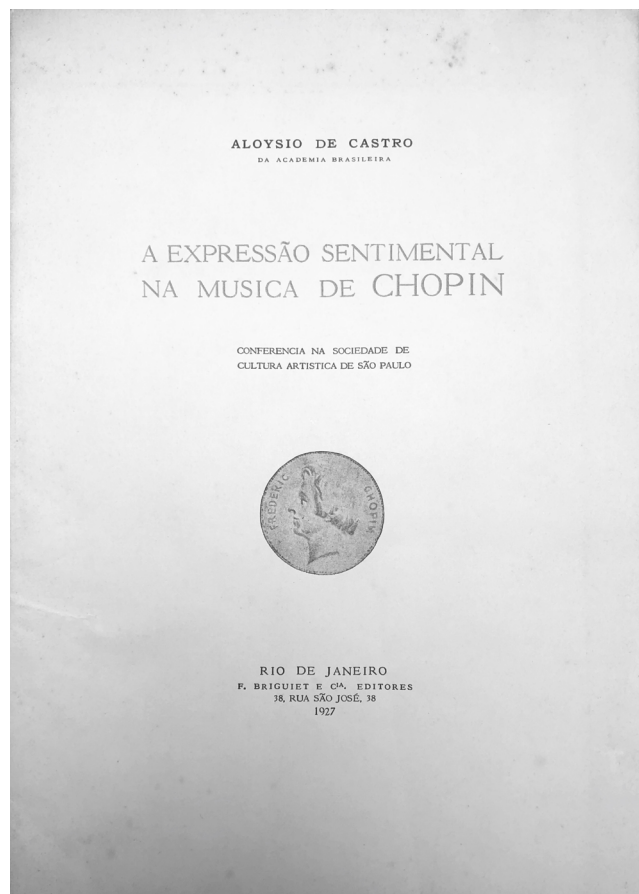 ALOYSIO DE CASTRO
DA ACADEMIA BRASILEIRA
A EXPRESSÃO SENTIMENTAL
NA MUSICA DE CHOPIN
CONFERENCIA NA SOCIEDADE DE
CULTURA ARTISTICA DE SÃO PAULO
FREDERIC CHOPIN
RIO DE JANEIRO
F. BRIGUIET E CIA. EDITORES
38, RUA SÃO JOSÉ, 38
1927